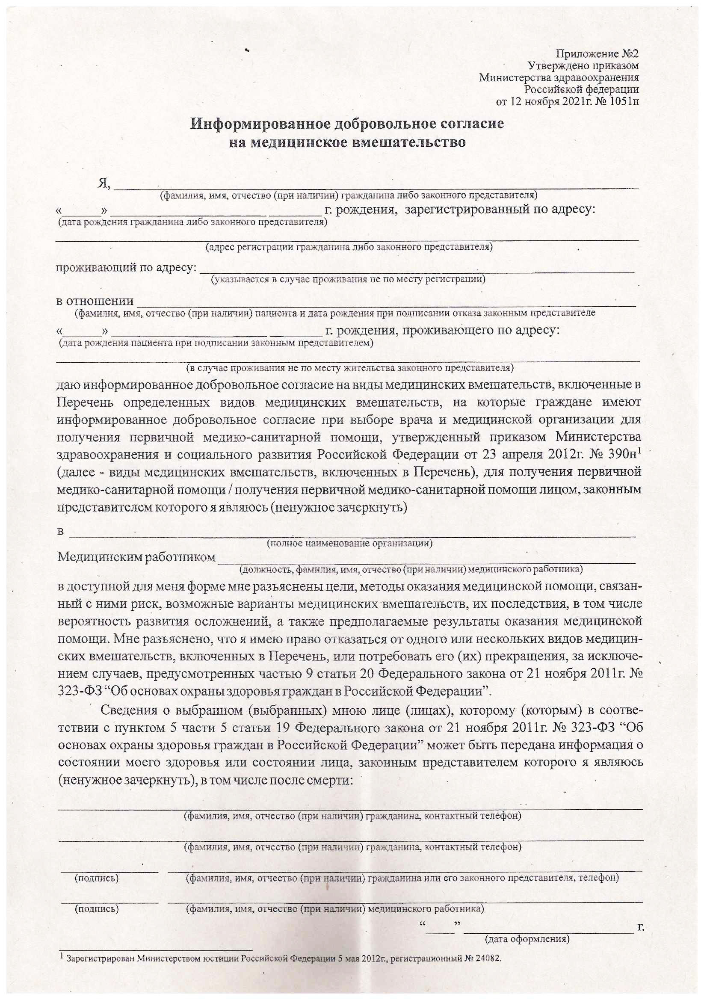 Приложение №2
Утверждено приказом
Министерства здравоохранения
Российской федерации
от 12 ноября 2021г. № 1051н
Информированное добровольное согласие
на медицинское вмешательство
Я, ____________
(фамилия, имя, отчество (при наличии) гражданина либо законного представителя)
«______» ____________ ________ г. рождения, зарегистрированный по адресу:
(дата рождения гражданина либо законного представителя)
(адрес регистрации гражданина либо законного представителя)
проживающий по адресу: ____________
(указывается в случае проживания не по месту регистрации)
в отношении ____________
(фамилия, имя, отчество (при наличии) пациента и дата рождения при подписании отказа законным представителе
«______» ____________ ________ г. рождения, проживающего по адресу:
(дата рождения пациента при подписании законным представителем)
(в случае проживания не по месту жительства законного представителя)
даю информированное добровольное согласие на виды медицинских вмешательств, включенные в
Перечень определенных видов медицинских вмешательств, на которые граждане имеют
информированное добровольное согласие при выборе врача и медицинской организации для
получения первичной медико-санитарной помощи, утвержденный приказом Министерства
здравоохранения и социального развития Российской Федерации от 23 апреля 2012г. № 390н¹
(далее - виды медицинских вмешательств, включенных в Перечень), для получения первичной
медико-санитарной помощи / получения первичной медико-санитарной помощи лицом, законным
представителем которого я являюсь (ненужное зачеркнуть)
в ____________
(полное наименование организации)
Медицинским работником ____________
(должность, фамилия, имя, отчество (при наличии) медицинского работника)
в доступной для меня форме мне разъяснены цели, методы оказания медицинской помощи, связан-
ный с ними риск, возможные варианты медицинских вмешательств, их последствия, в том числе
вероятность развития осложнений, а также предполагаемые результаты оказания медицинской
помощи. Мне разъяснено, что я имею право отказаться от одного или нескольких видов медицин-
ских вмешательств, включенных в Перечень, или потребовать его (их) прекращения, за исключе-
нием случаев, предусмотренных частью 9 статьи 20 Федерального закона от 21 ноября 2011г. №
323-ФЗ “Об основах охраны здоровья граждан в Российской Федерации”.
Сведения о выбранном (выбранных) мною лице (лицах), которому (которым) в соотве-
тствии с пунктом 5 части 5 статьи 19 Федерального закона от 21 ноября 2011г. № 323-ФЗ “Об
основах охраны здоровья граждан в Российской Федерации” может быть передана информация о
состоянии моего здоровья или состоянии лица, законным представителем которого я являюсь
(ненужное зачеркнуть), в том числе после смерти:
(фамилия, имя, отчество (при наличии) гражданина, контактный телефон)
(фамилия, имя, отчество (при наличии) гражданина, контактный телефон)
(подпись) (фамилия, имя, отчество (при наличии) гражданина или его законного представителя, телефон)
(подпись) (фамилия, имя, отчество (при наличии) медицинского работника)
“____” ____________ г.
(дата оформления)
¹ Зарегистрирован Министерством юстиции Российской Федерации 5 мая 2012г., регистрационный № 24082.